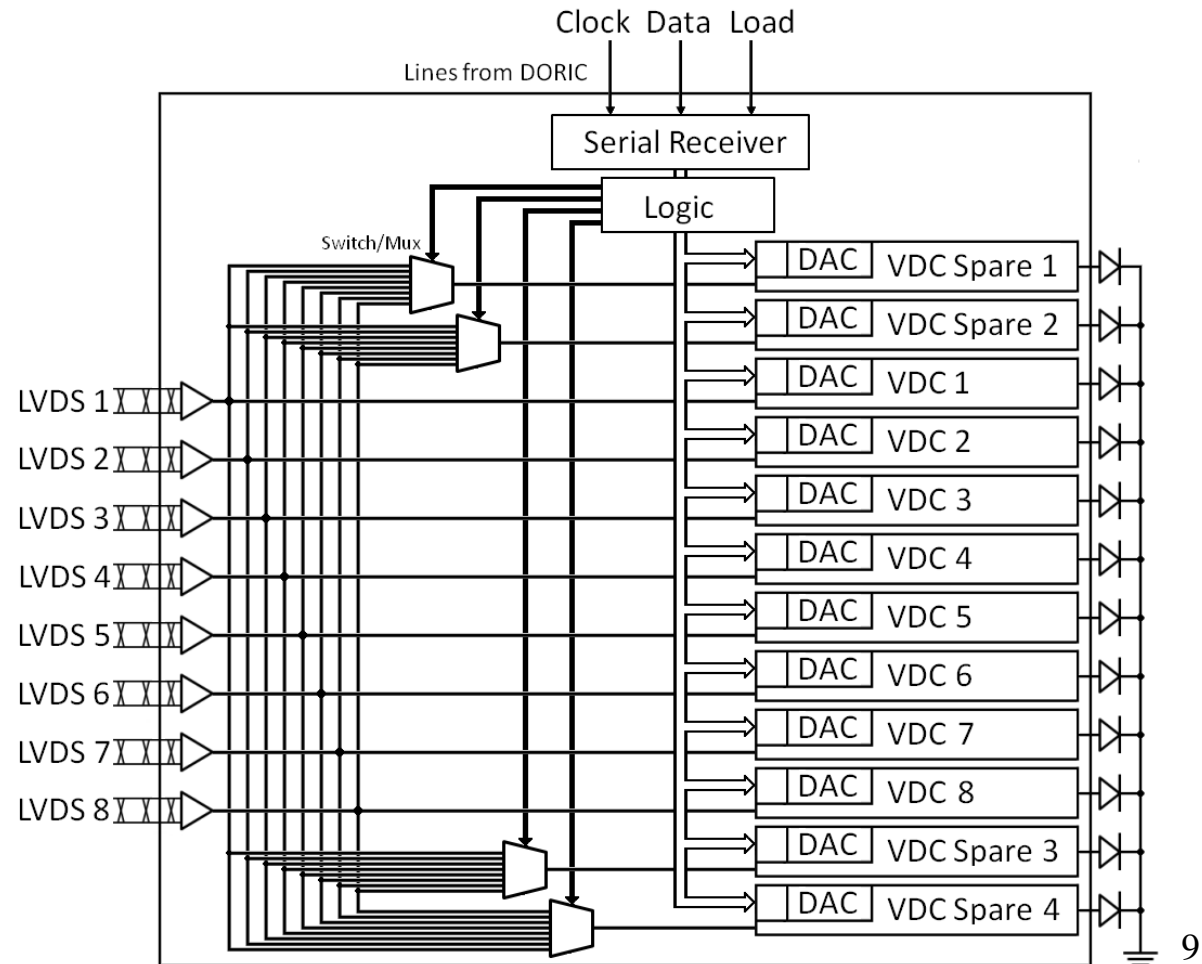 Clock Data Load
Lines from DORIC
Serial Receiver
Logic
Switch/Mux
DAC VDC Spare 1
DAC VDC Spare 2
LVDS 1 DAC VDC 1
LVDS 2 DAC VDC 2
LVDS 3 DAC VDC 3
LVDS 4 DAC VDC 4
LVDS 5 DAC VDC 5
LVDS 6 DAC VDC 6
LVDS 7 DAC VDC 7
LVDS 8 DAC VDC 8
DAC VDC Spare 3
DAC VDC Spare 4
9